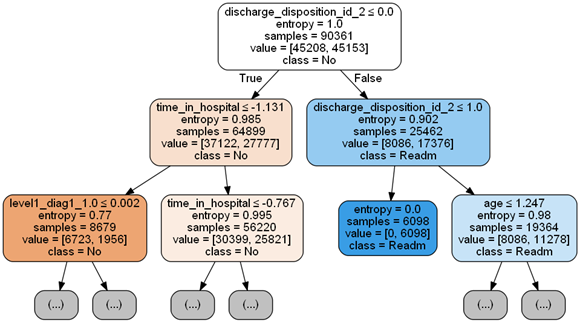 discharge_disposition_id_2 ≤ 0.0
entropy = 1.0
samples = 90361
value = [45208, 45153]
class = No
True
False
time_in_hospital ≤ -1.131
entropy = 0.985
samples = 64899
value = [37122, 27777]
class = No
discharge_disposition_id_2 ≤ 1.0
entropy = 0.902
samples = 25462
value = [8086, 17376]
class = Readm
level1_diag1_1.0 ≤ 0.002
entropy = 0.77
samples = 8679
value = [6723, 1956]
class = No
time_in_hospital ≤ -0.767
entropy = 0.995
samples = 56220
value = [30399, 25821]
class = No
entropy = 0.0
samples = 6098
value = [0, 6098]
class = Readm
age ≤ 1.247
entropy = 0.98
samples = 19364
value = [8086, 11278]
class = Readm
(...)
(...)
(...)
(...)
(...)
(...)